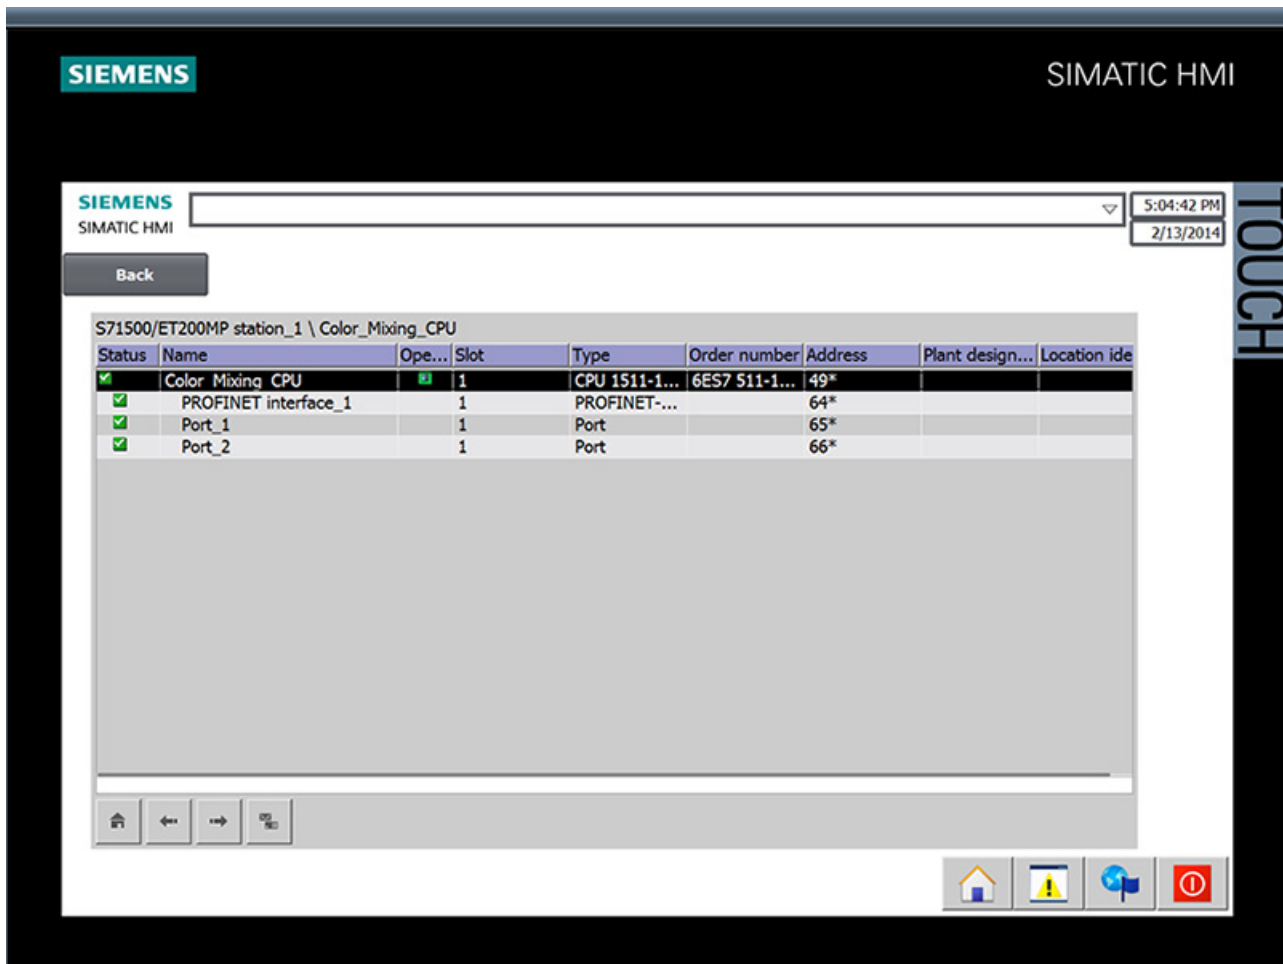 SIEMENS
SIMATIC HMI
SIEMENS
SIMATIC HMI
5:04:42 PM
2/13/2014
TOUCH
Back
S71500/ET200MP station_1 \ Color_Mixing_CPU
Status Name Ope... Slot Type Order number Address Plant design... Location ide
Color_Mixing_CPU 1 CPU 1511-1... 6ES7 511-1... 49*
PROFINET interface_1 1 PROFINET-... 64*
Port_1 1 Port 65*
Port_2 1 Port 66*